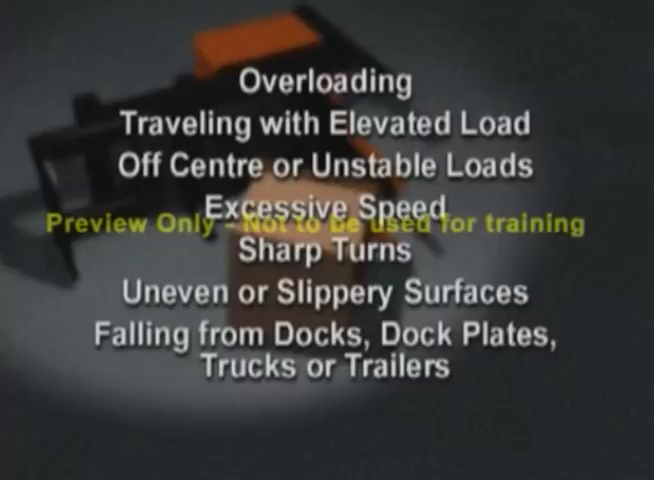 Overloading
Traveling with Elevated Load
Off Centre or Unstable Loads
Excessive Speed
Preview Only - Not to be used for training
Sharp Turns
Uneven or Slippery Surfaces
Falling from Docks, Dock Plates,
Trucks or Trailers